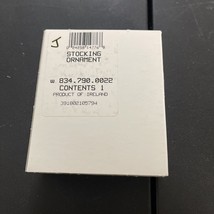 J
STOCKING
ORNAMENT
834.790.0022
CONTENTS 1
PRODUCT OF IRELAND